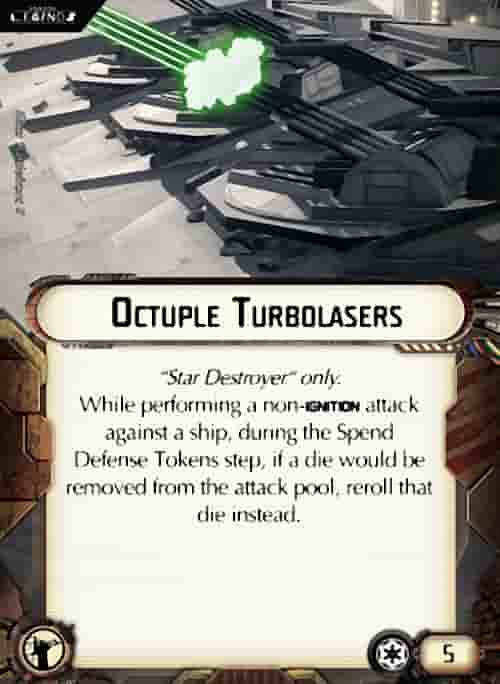 LEGENDS
OCTUPLE TURBOLASERS
"Star Destroyer" only.
While performing a non-IGNITION attack
against a ship, during the Spend
Defense Tokens step, if a die would be
removed from the attack pool, reroll that
die instead.
5